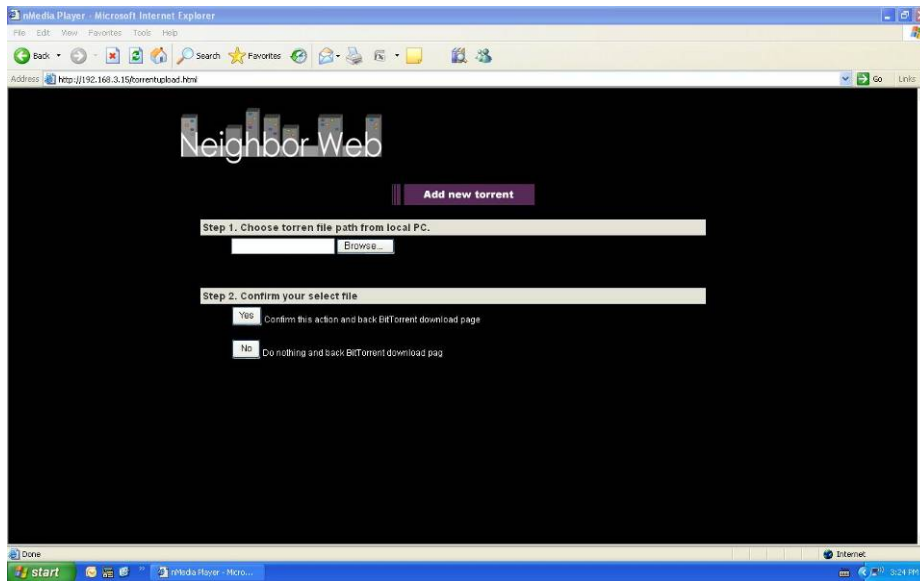 nMedia Player - Microsoft Internet Explorer
File Edit View Favorites Tools Help
Back Search Favorites
Address http://192.168.3.15/torrentupload.html Go Links
Neighbor Web
Add new torrent
Step 1. Choose torren file path from local PC.
Browse...
Step 2. Confirm your select file
Yes Confirm this action and back BitTorrent download page
No Do nothing and back BitTorrent download pag
Done Internet
start nMedia Player - Micro... 3:24 PM